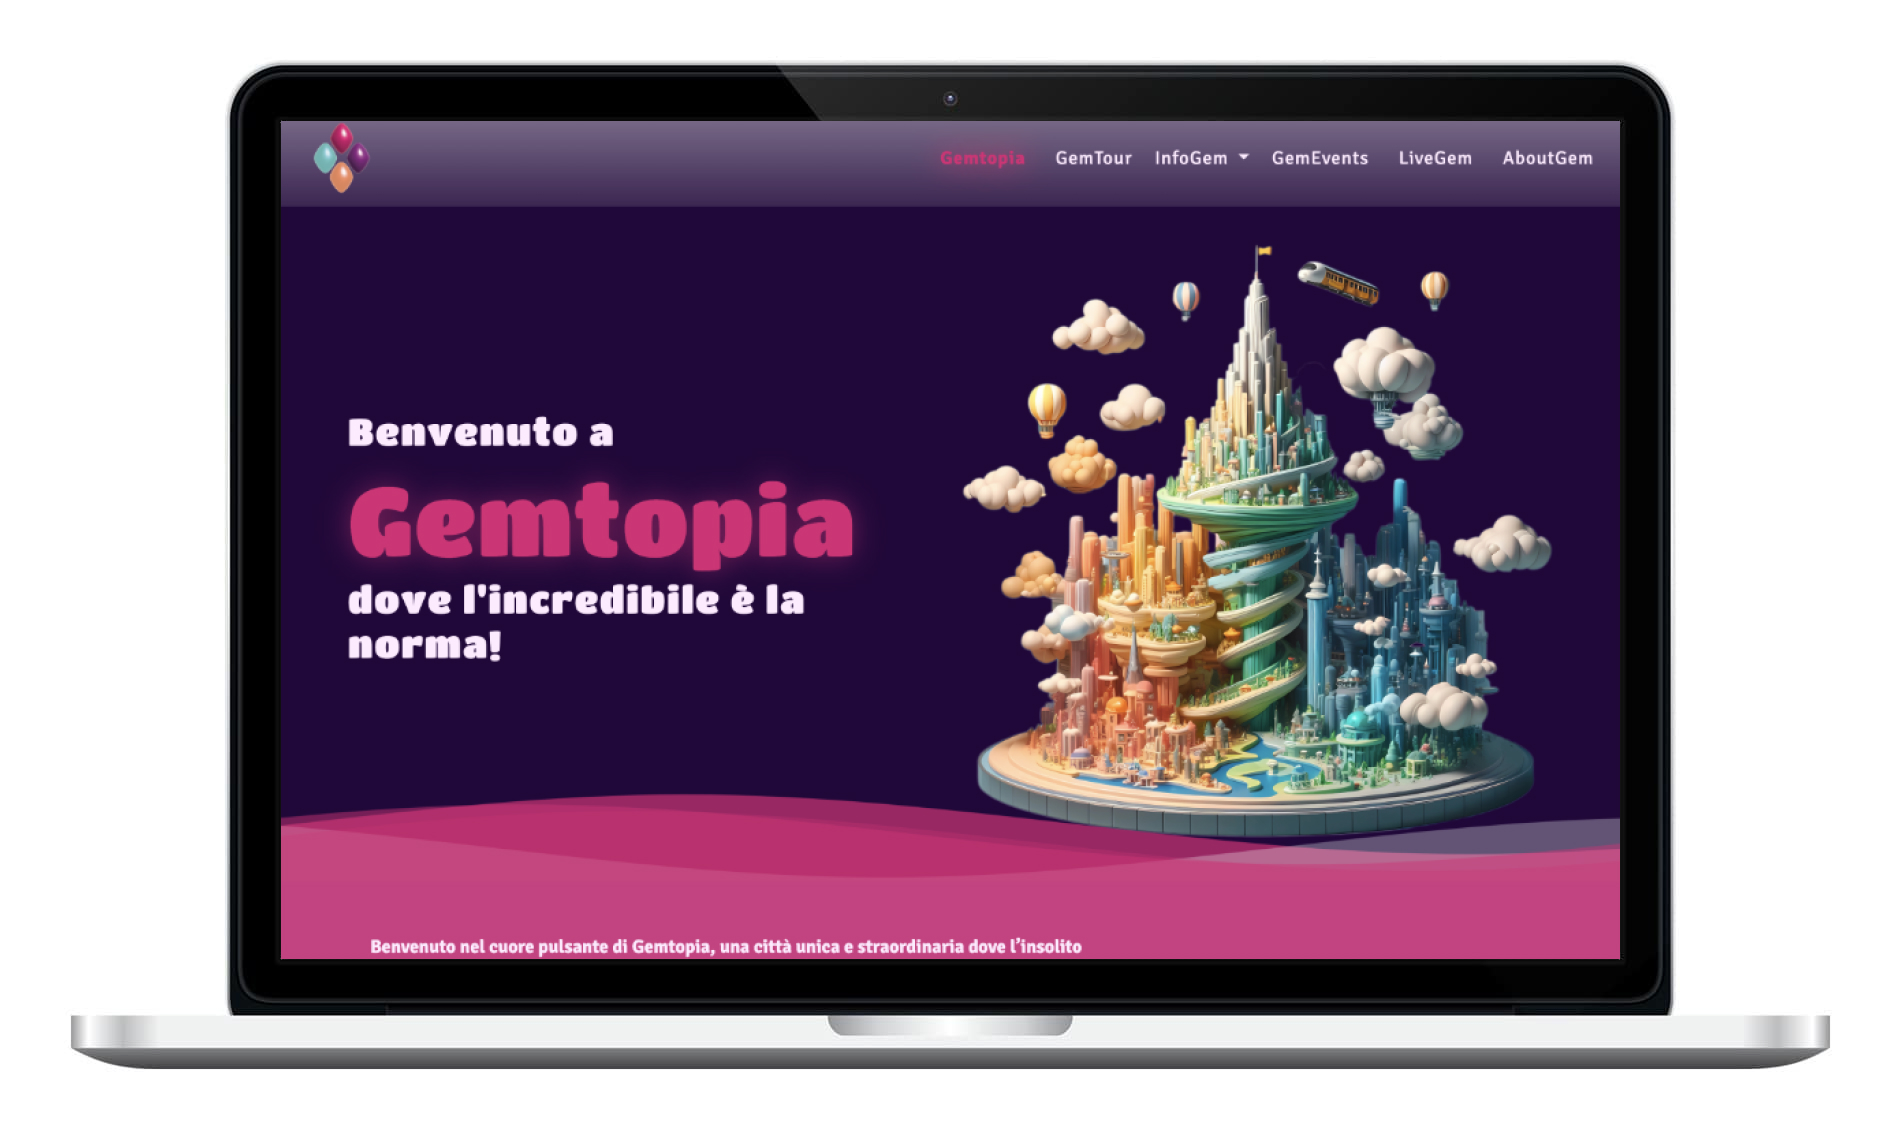 Gemtopia GemTour InfoGem GemEvents LiveGem AboutGem
Benvenuto a
Gemtopia
dove l'incredibile è la
norma!
Benvenuto nel cuore pulsante di Gemtopia, una città unica e straordinaria dove l’insolito